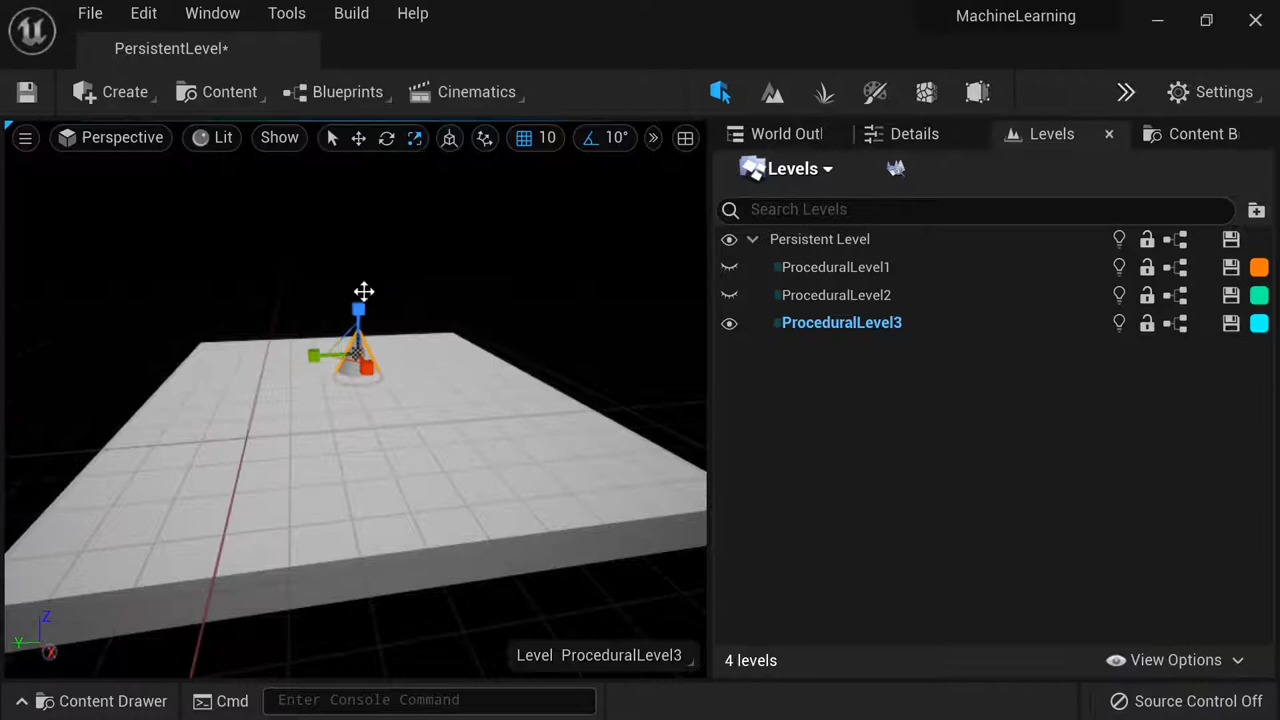 File Edit Window Tools Build Help
MachineLearning
PersistentLevel*
Create Content Blueprints Cinematics Settings
Perspective Lit Show 10 10°
World Outl Details Levels Content B
Levels
Search Levels
Persistent Level
ProceduralLevel1
ProceduralLevel2
ProceduralLevel3
Z
Y X
Level ProceduralLevel3
4 levels View Options
Content Drawer Cmd Enter Console Command Source Control Off